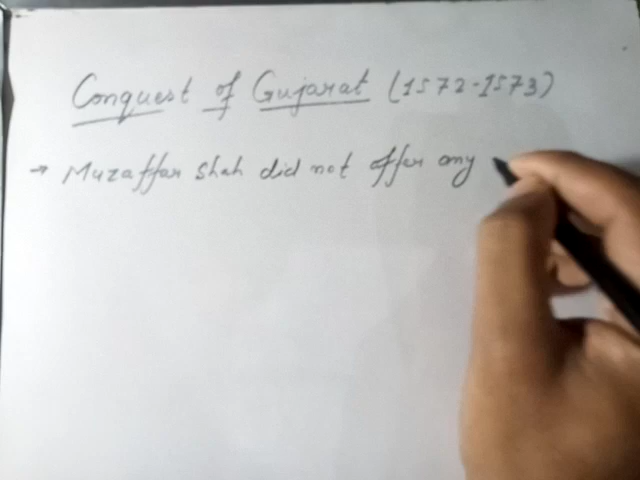 Conquest of Gujarat (1572-1573)
→ Muzaffar Shah did not offer any